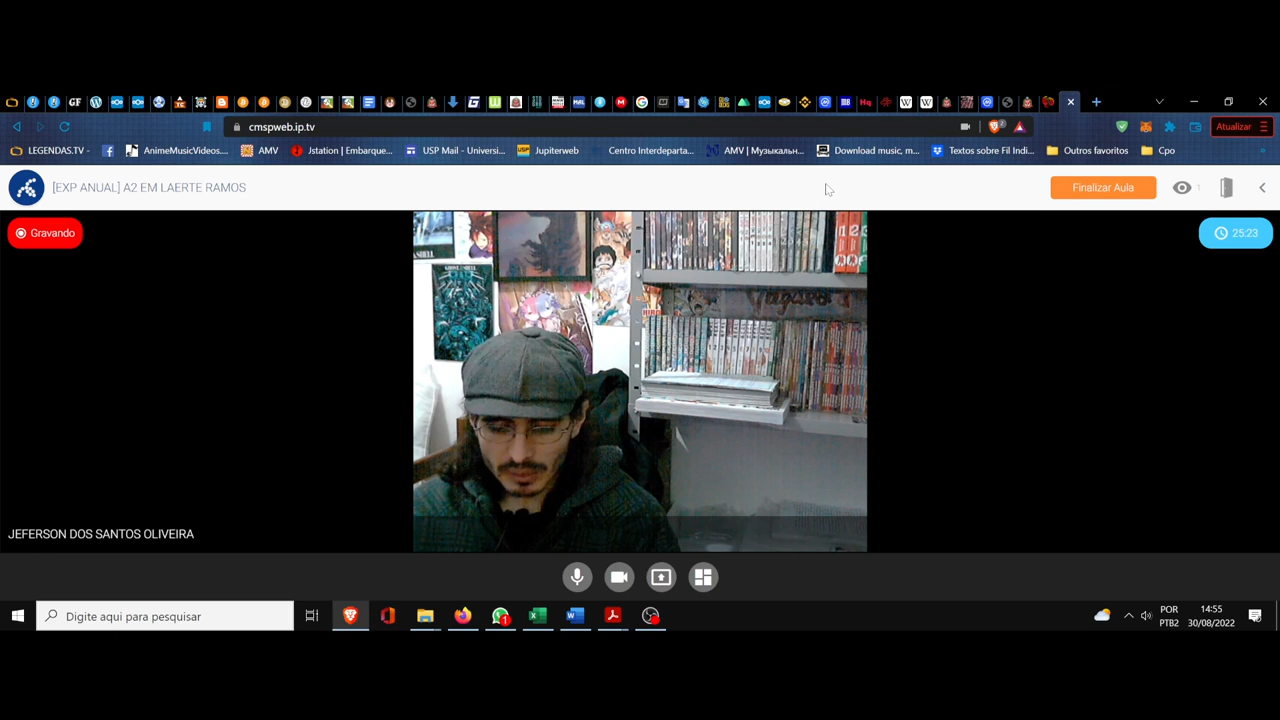 cmspweb.ip.tv
Atualizar
LEGENDAS.TV -
AnimeMusicVideos....
AMV
Jstation | Embarque...
USP Mail - Universi...
Jupiterweb
Centro Interdeparta...
AMV | Музыкальн...
Download music, m...
Textos sobre Fil Indi...
Outros favoritos
Cpo
[EXP ANUAL] A2 EM LAERTE RAMOS
Finalizar Aula
1
Gravando
25:23
JEFERSON DOS SANTOS OLIVEIRA
Digite aqui para pesquisar
POR
PTB2
14:55
30/08/2022